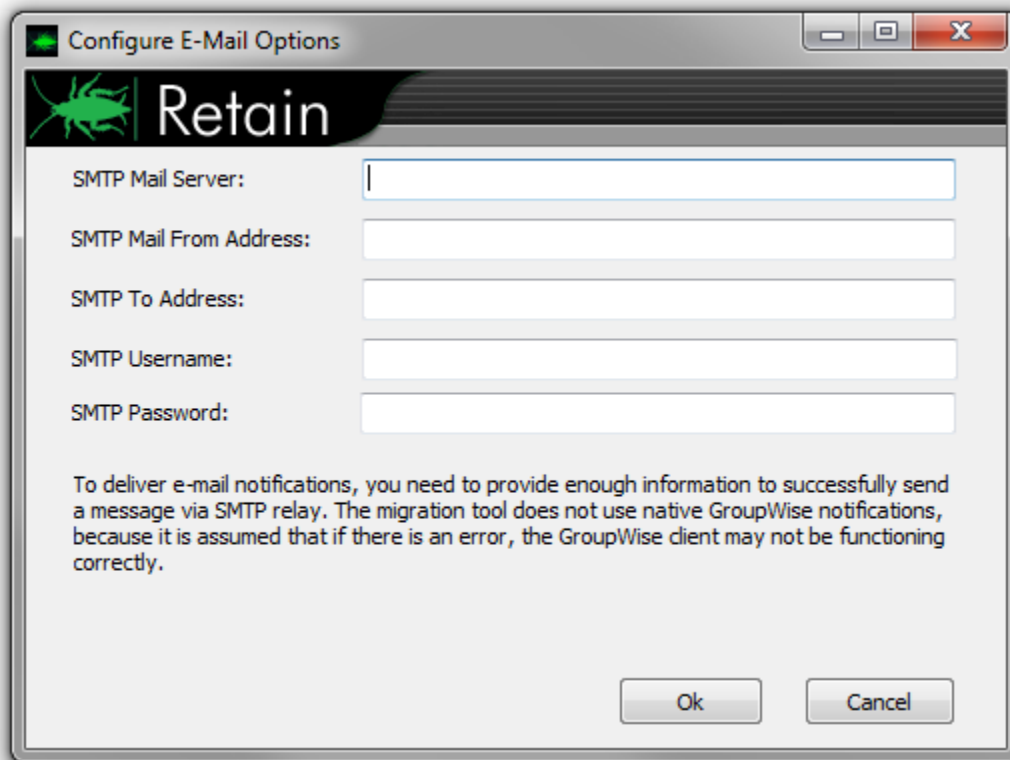 Configure E-Mail Options
Retain
SMTP Mail Server:
SMTP Mail From Address:
SMTP To Address:
SMTP Username:
SMTP Password:
To deliver e-mail notifications, you need to provide enough information to successfully send
a message via SMTP relay. The migration tool does not use native GroupWise notifications,
because it is assumed that if there is an error, the GroupWise client may not be functioning
correctly.
Ok Cancel